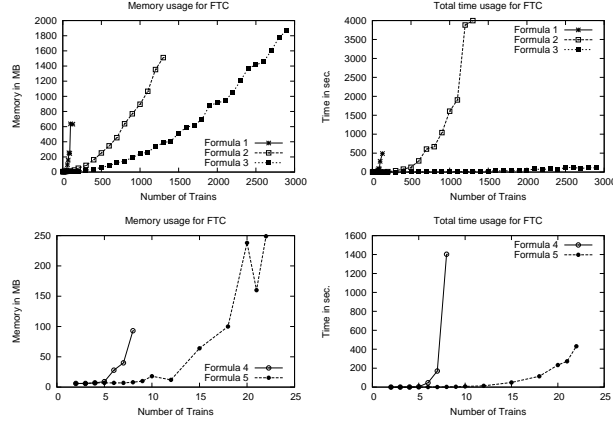 Memory usage for FTC
Memory in MB
2000
1800
1600
1400
1200
1000
800
600
400
200
0
Formula 1
Formula 2
Formula 3
0 500 1000 1500 2000 2500 3000
Number of Trains
Total time usage for FTC
Time in sec.
4000
3500
3000
2500
2000
1500
1000
500
0
Formula 1
Formula 2
Formula 3
0 500 1000 1500 2000 2500 3000
Number of Trains
Memory usage for FTC
Memory in MB
250
200
150
100
50
0
Formula 4
Formula 5
0 5 10 15 20 25
Number of Trains
Total time usage for FTC
Time in sec.
1600
1400
1200
1000
800
600
400
200
0
Formula 4
Formula 5
0 5 10 15 20 25
Number of Trains